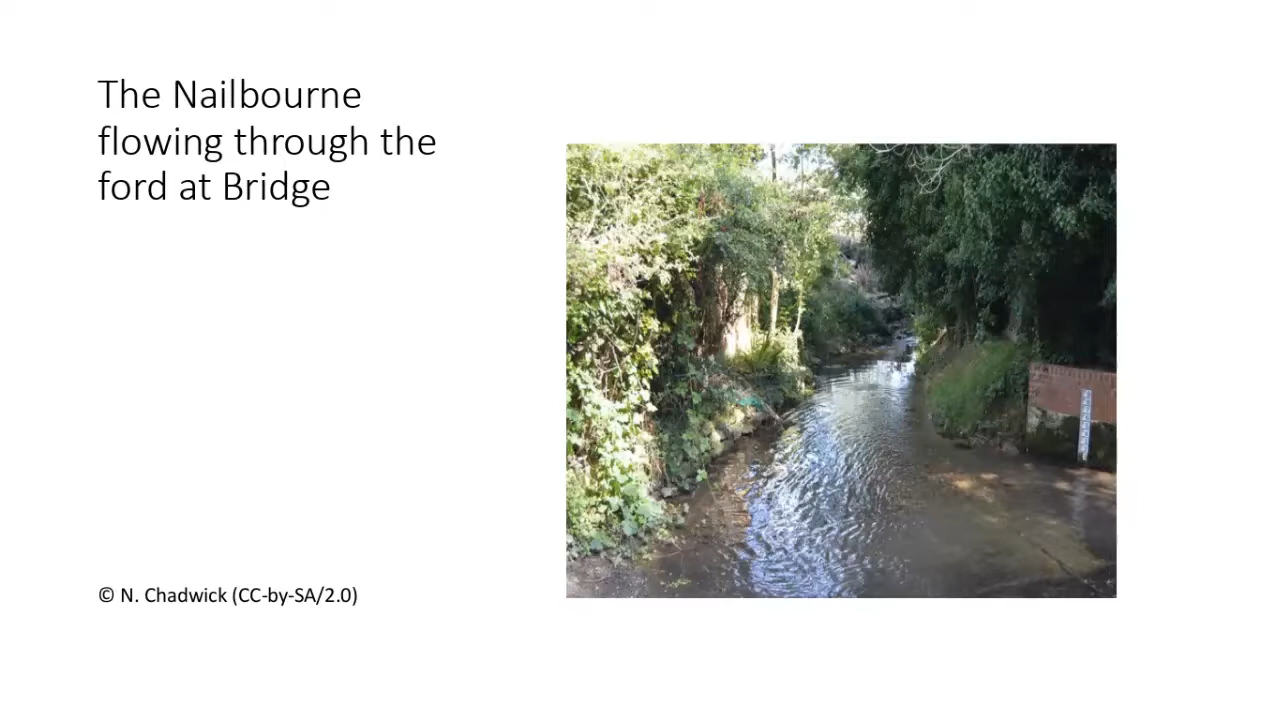 The Nailbourne
flowing through the
ford at Bridge
© N. Chadwick (CC-by-SA/2.0)